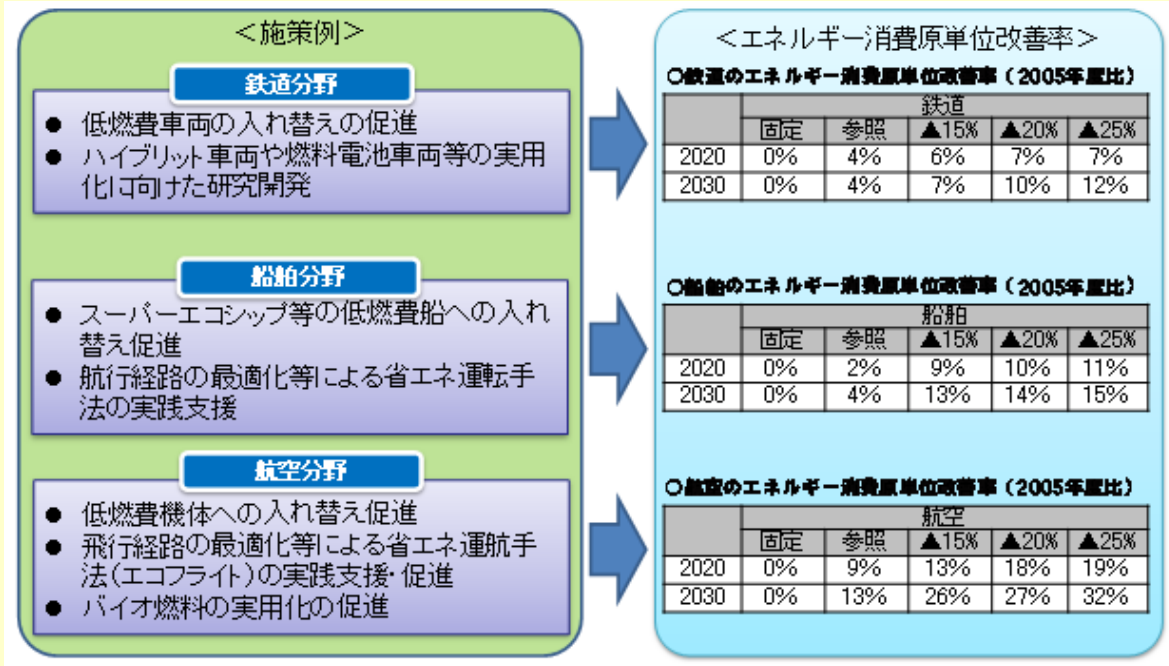 ＜施策例＞
鉄道分野
● 低燃費車両の入れ替えの促進
● ハイブリット車両や燃料電池車両等の実用
化に向けた研究開発
船舶分野
● スーパーエコシップ等の低燃費船への入れ
替え促進
● 航行経路の最適化等による省エネ運転手
法の実践支援
航空分野
● 低燃費機体への入れ替え促進
● 飛行経路の最適化等による省エネ運航手
法(エコフライト)の実践支援・促進
● バイオ燃料の実用化の促進
＜エネルギー消費原単位改善率＞
○鉄道のエネルギー消費原単位改善率（2005年度比）
鉄道
固定 参照 ▲15% ▲20% ▲25%
2020 0% 4% 6% 7% 7%
2030 0% 4% 7% 10% 12%
○船舶のエネルギー消費原単位改善率（2005年度比）
船舶
固定 参照 ▲15% ▲20% ▲25%
2020 0% 2% 9% 10% 11%
2030 0% 4% 13% 14% 15%
○航空のエネルギー消費原単位改善率（2005年度比）
航空
固定 参照 ▲15% ▲20% ▲25%
2020 0% 9% 13% 18% 19%
2030 0% 13% 26% 27% 32%